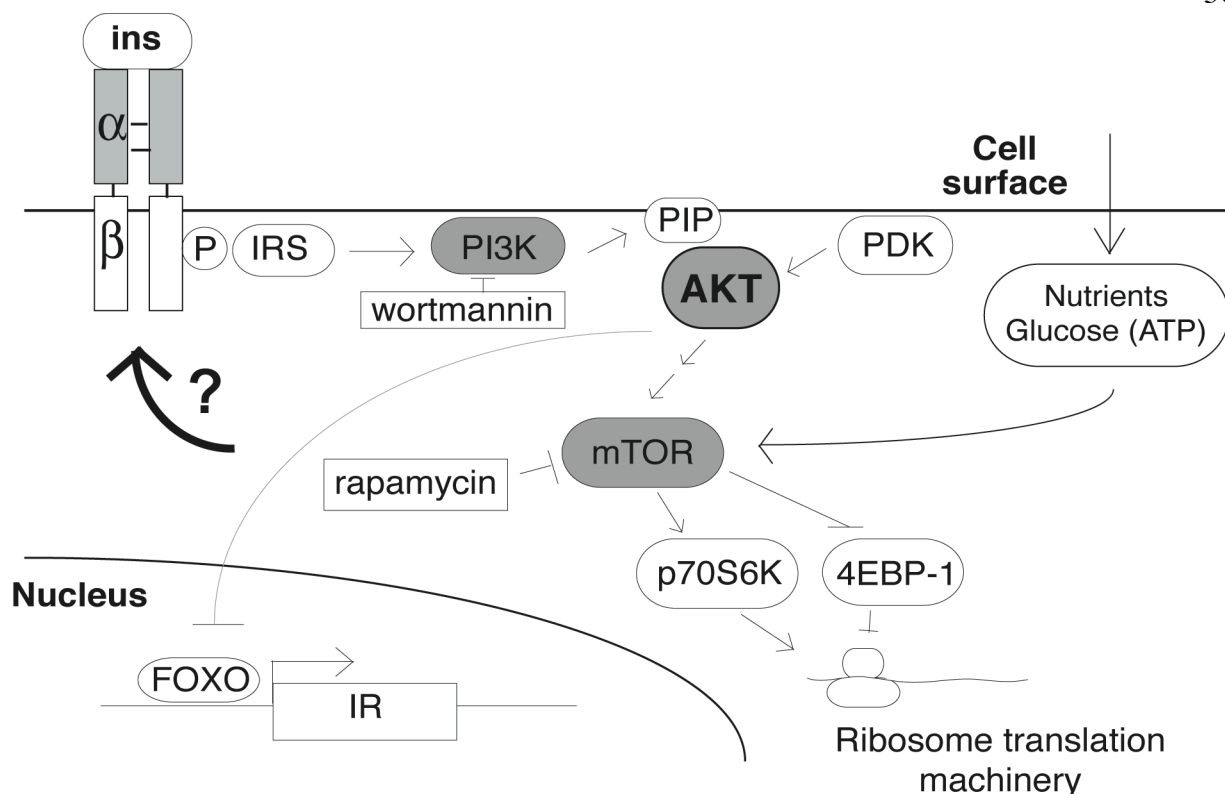 ins
α
β
P
IRS
PI3K
wortmannin
PIP
AKT
PDK
Cell
surface
Nutrients
Glucose (ATP)
?
mTOR
rapamycin
p70S6K
4EBP-1
Nucleus
FOXO
IR
Ribosome translation
machinery